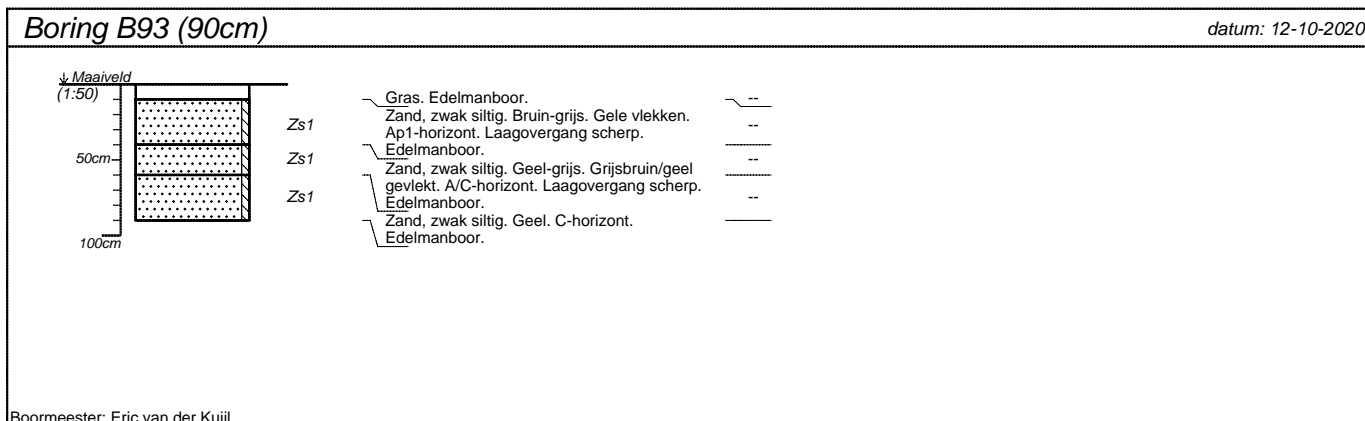 Boring B93 (90cm)
datum: 12-10-2020
Maaiveld
(1:50)
50cm
100cm
Zs1
Zs1
Zs1
Gras. Edelmanboor.
Zand, zwak siltig. Bruin-grijs. Gele vlekken.
Ap1-horizont. Laagovergang scherp.
Edelmanboor.
Zand, zwak siltig. Geel-grijs. Grijsbruin/geel
gevlekt. A/C-horizont. Laagovergang scherp.
Edelmanboor.
Zand, zwak siltig. Geel. C-horizont.
Edelmanboor.
--
--
--
--
Boormeester: Eric van der Kuijl